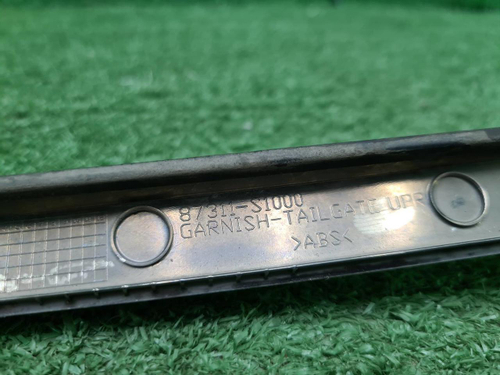 87311-S1000
GARNISH-TAILGATE UPR
>ABS<